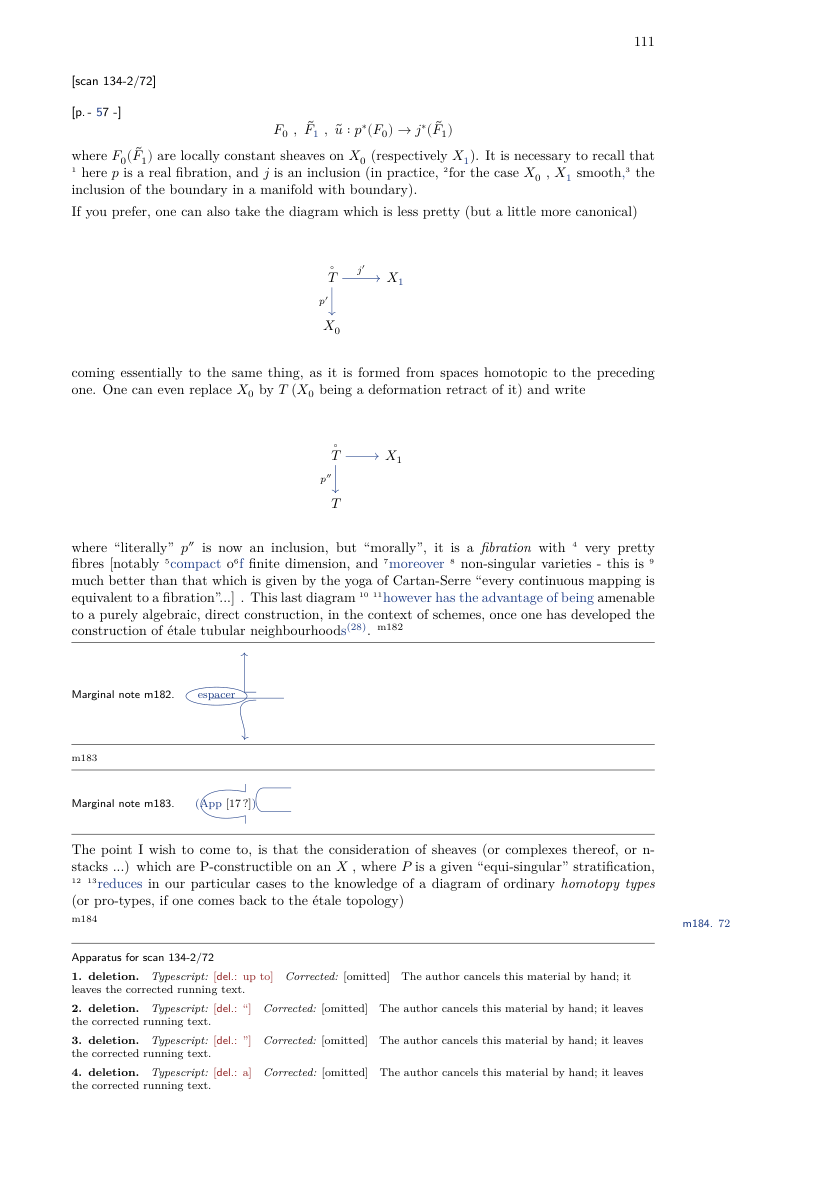 111
[scan 134-2/72]
[p. - 57 -]
F₀ , F̃₁ , ũ : p*(F₀) → j*(F̃₁)
where F₀(F̃₁) are locally constant sheaves on X₀ (respectively X₁). It is necessary to recall that
¹ here p is a real fibration, and j is an inclusion (in practice, ²for the case X₀ , X₁ smooth,³ the
inclusion of the boundary in a manifold with boundary).
If you prefer, one can also take the diagram which is less pretty (but a little more canonical)
T̊ j′ X₁
p′
X₀
coming essentially to the same thing, as it is formed from spaces homotopic to the preceding
one. One can even replace X₀ by T (X₀ being a deformation retract of it) and write
T̊ X₁
p″
T
where “literally” p″ is now an inclusion, but “morally”, it is a fibration with ⁴ very pretty
fibres [notably ⁵compact o⁶f finite dimension, and ⁷moreover ⁸ non-singular varieties - this is ⁹
much better than that which is given by the yoga of Cartan-Serre “every continuous mapping is
equivalent to a fibration”...] . This last diagram ¹⁰ ¹¹however has the advantage of being amenable
to a purely algebraic, direct construction, in the context of schemes, once one has developed the
construction of étale tubular neighbourhoods⁽²⁸⁾. m182
Marginal note m182. espacer
m183
Marginal note m183. (App [17 ?])
The point I wish to come to, is that the consideration of sheaves (or complexes thereof, or n-
stacks ...) which are P-constructible on an X , where P is a given “equi-singular” stratification,
¹² ¹³reduces in our particular cases to the knowledge of a diagram of ordinary homotopy types
(or pro-types, if one comes back to the étale topology)
m184
m184. 72
Apparatus for scan 134-2/72
1. deletion. Typescript: [del.: up to] Corrected: [omitted] The author cancels this material by hand; it
leaves the corrected running text.
2. deletion. Typescript: [del.: “] Corrected: [omitted] The author cancels this material by hand; it leaves
the corrected running text.
3. deletion. Typescript: [del.: ”] Corrected: [omitted] The author cancels this material by hand; it leaves
the corrected running text.
4. deletion. Typescript: [del.: a] Corrected: [omitted] The author cancels this material by hand; it leaves
the corrected running text.